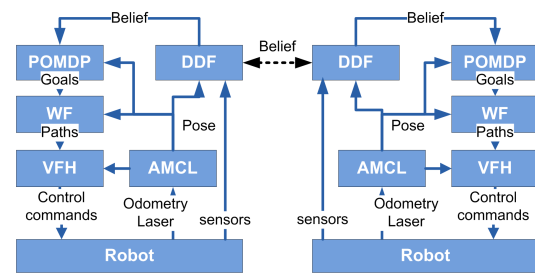 Belief
Belief
Belief
POMDP
DDF
DDF
POMDP
Goals
Goals
WF
WF
Paths
Pose
Pose
Paths
VFH
AMCL
AMCL
VFH
Control
commands
Odometry
Laser
sensors
sensors
Odometry
Laser
Control
commands
Robot
Robot